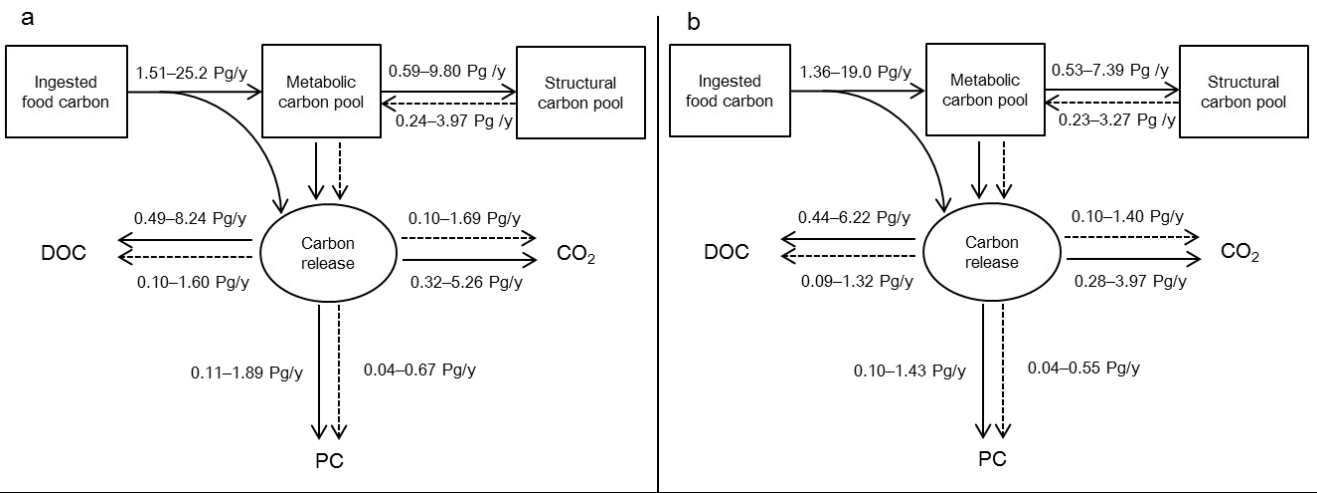 a
Ingested
food carbon
1.51–25.2 Pg/y
Metabolic
carbon pool
0.59–9.80 Pg /y
0.24–3.97 Pg /y
Structural
carbon pool
0.49–8.24 Pg/y
DOC
0.10–1.60 Pg/y
Carbon
release
0.10–1.69 Pg/y
CO₂
0.32–5.26 Pg/y
0.11–1.89 Pg/y
0.04–0.67 Pg/y
PC
b
Ingested
food carbon
1.36–19.0 Pg/y
Metabolic
carbon pool
0.53–7.39 Pg /y
0.23–3.27 Pg /y
Structural
carbon pool
0.44–6.22 Pg/y
DOC
0.09–1.32 Pg/y
Carbon
release
0.10–1.40 Pg/y
CO₂
0.28–3.97 Pg/y
0.10–1.43 Pg/y
0.04–0.55 Pg/y
PC